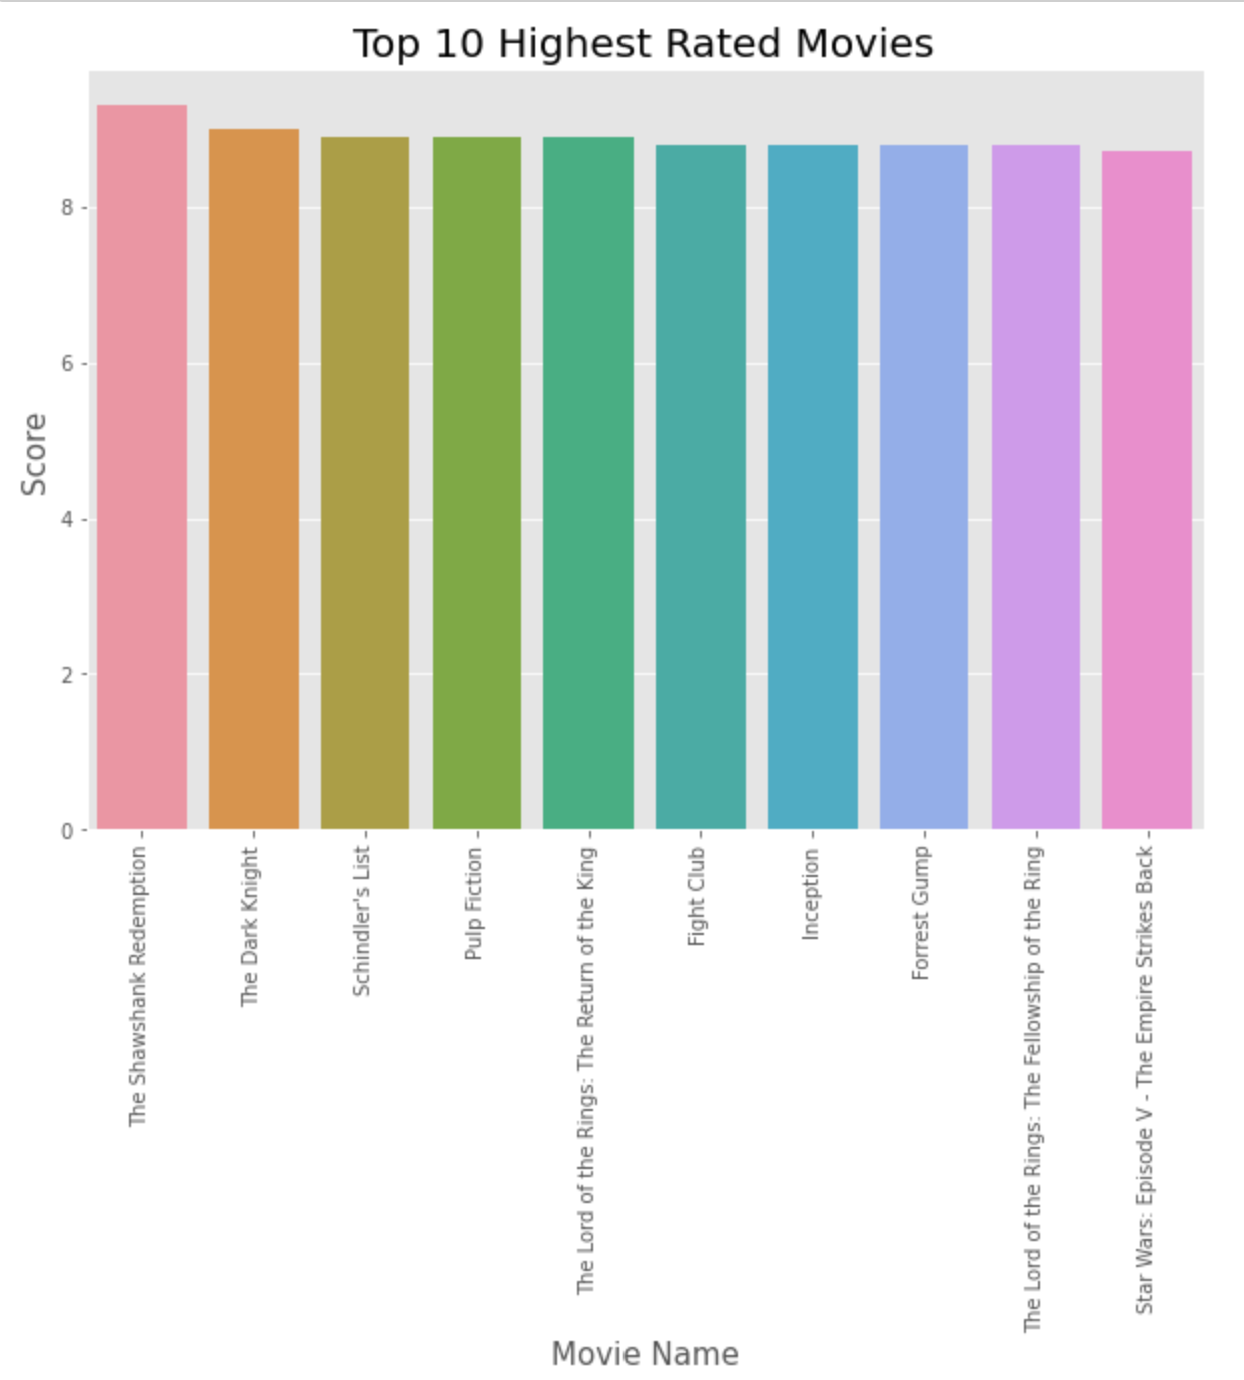 Top 10 Highest Rated Movies
Score
8
6
4
2
0
The Shawshank Redemption
The Dark Knight
Schindler's List
Pulp Fiction
The Lord of the Rings: The Return of the King
Fight Club
Inception
Forrest Gump
The Lord of the Rings: The Fellowship of the Ring
Star Wars: Episode V - The Empire Strikes Back
Movie Name